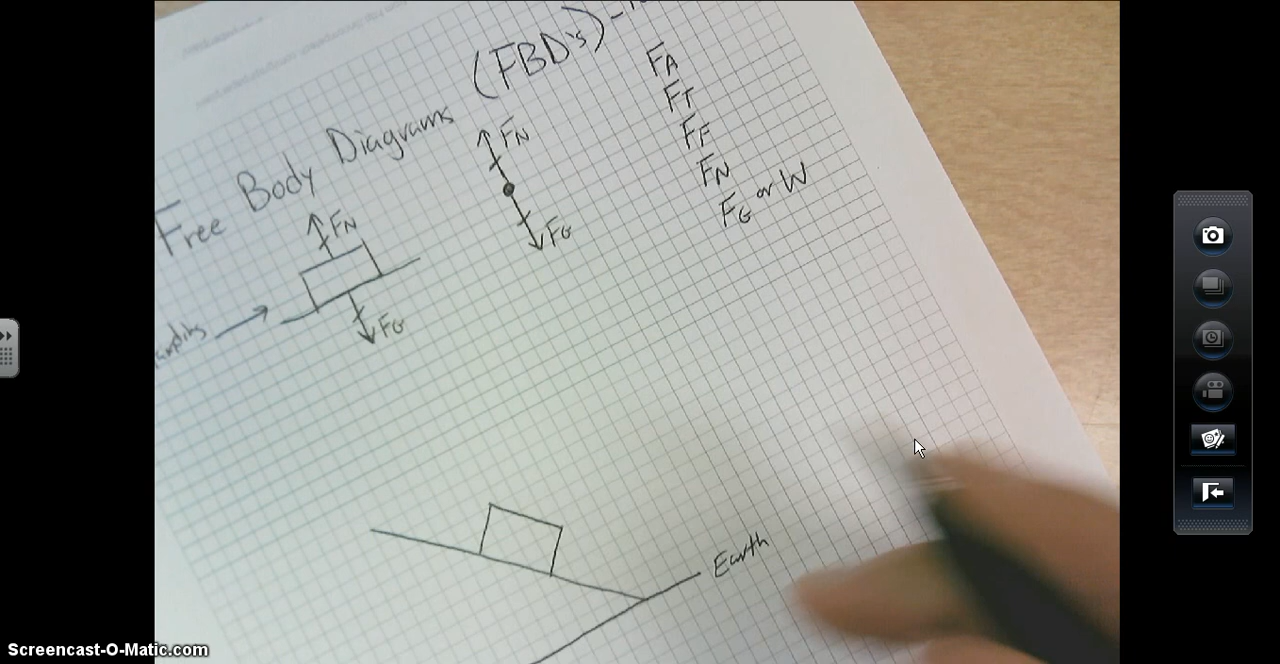 Free Body Diagrams (FBD's) -
FA
FT
FF
FN
FG or W
FN
FG
FN
FG
Earth
Screencast-O-Matic.com